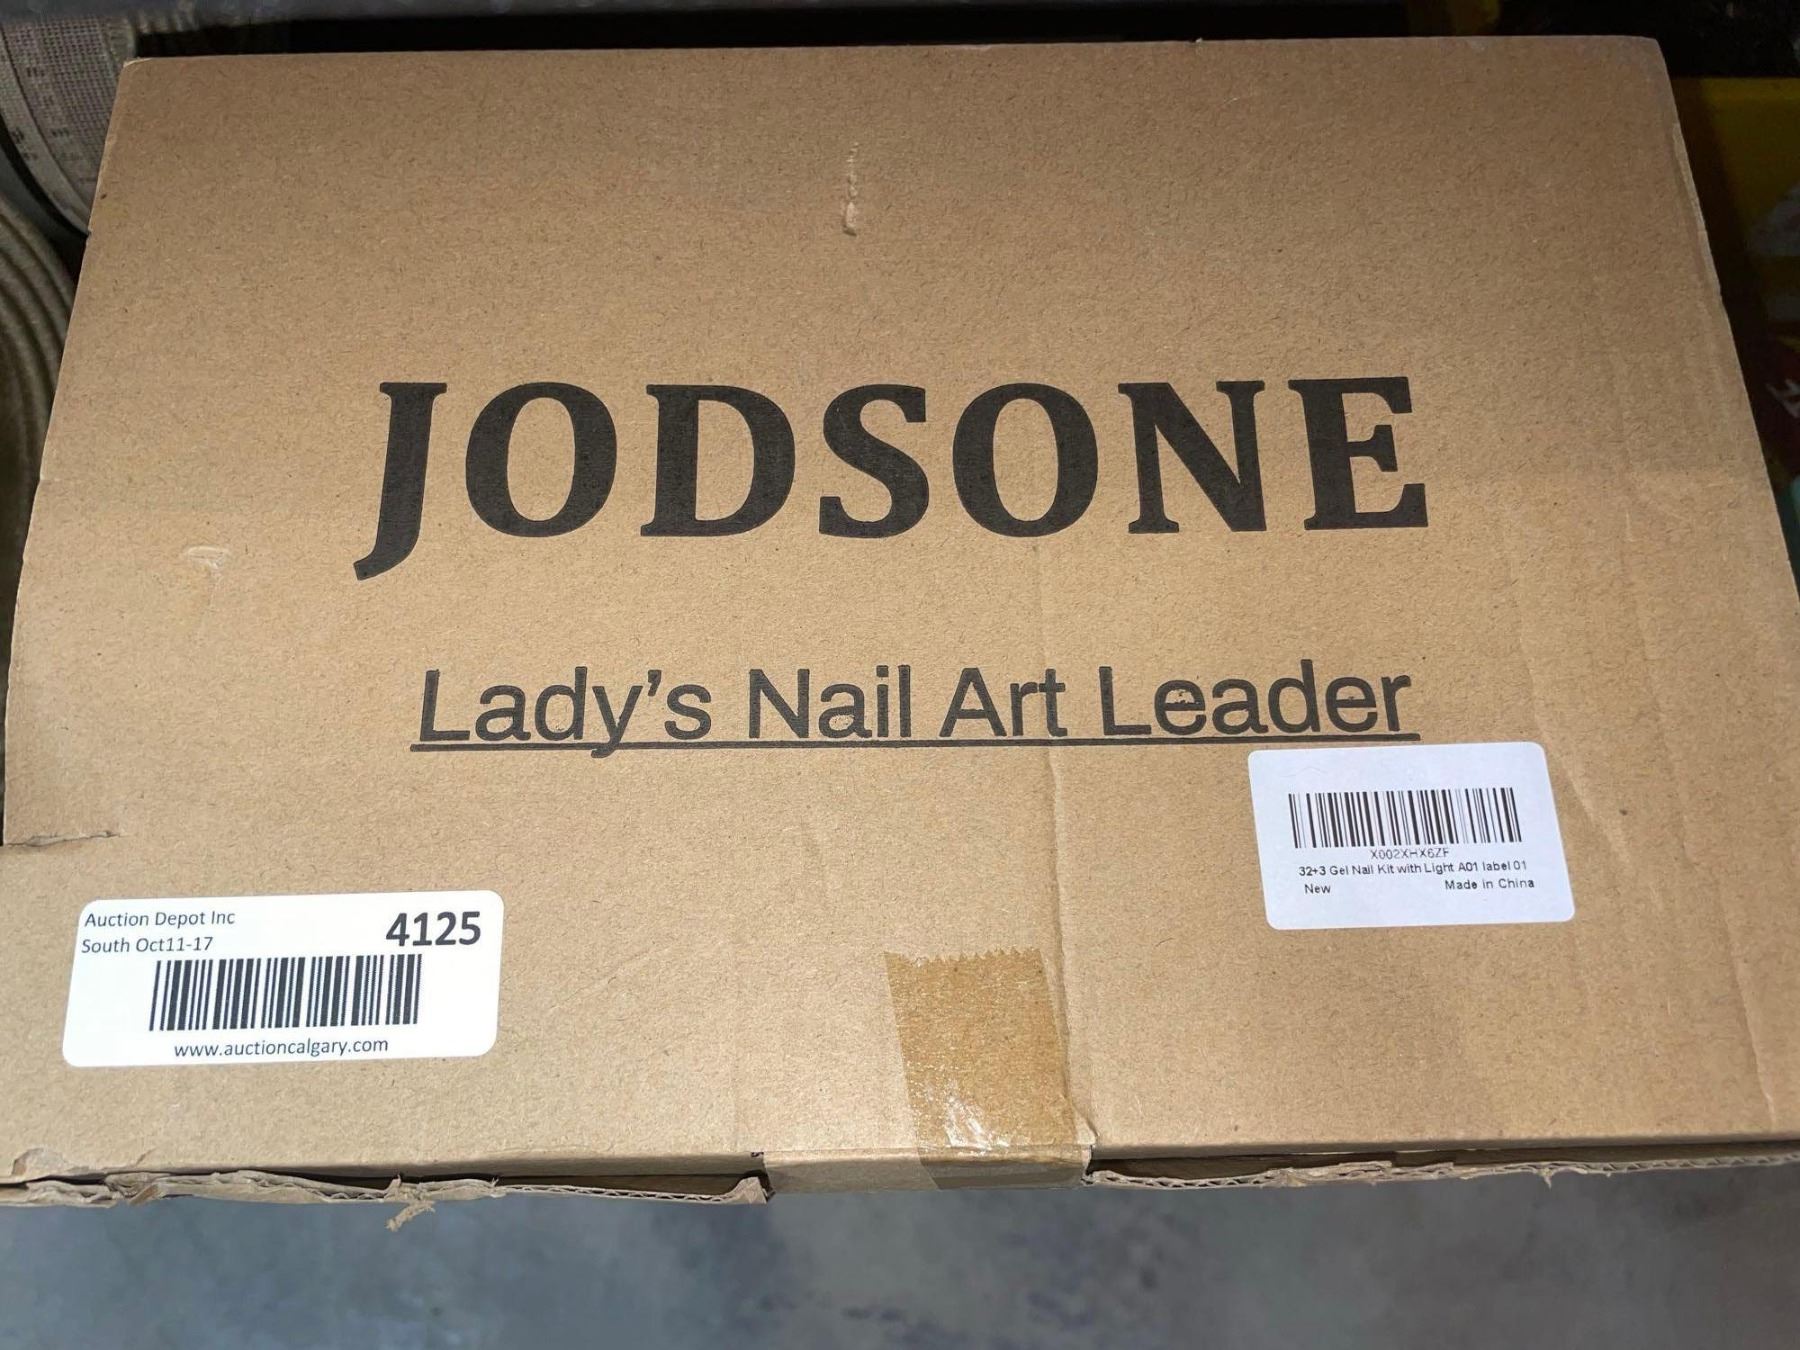 JODSONE
Lady's Nail Art Leader
X002XHX6ZF
32+3 Gel Nail Kit with Light A01 label 01
New Made in China
Auction Depot Inc
South Oct11-17
4125
www.auctioncalgary.com